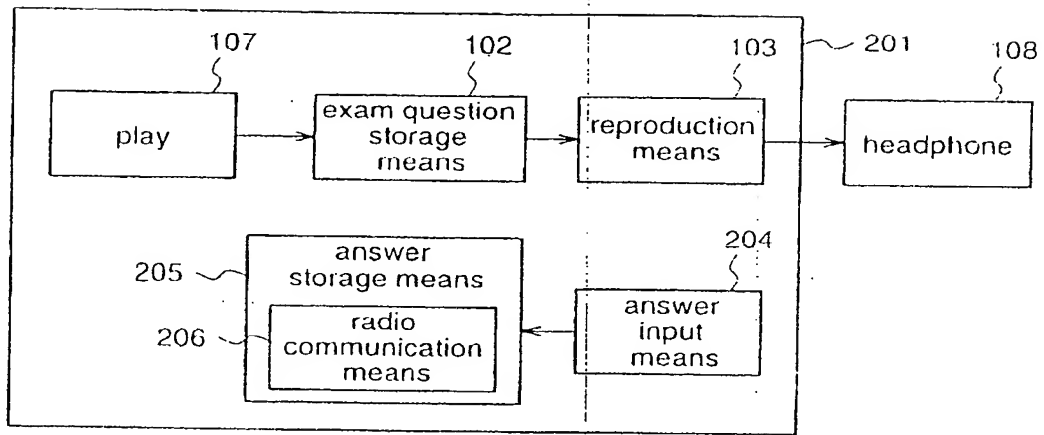 107
102
103
201
108
play
exam question
storage
means
reproduction
means
headphone
205
answer
storage means
206
radio
communication
means
204
answer
input
means